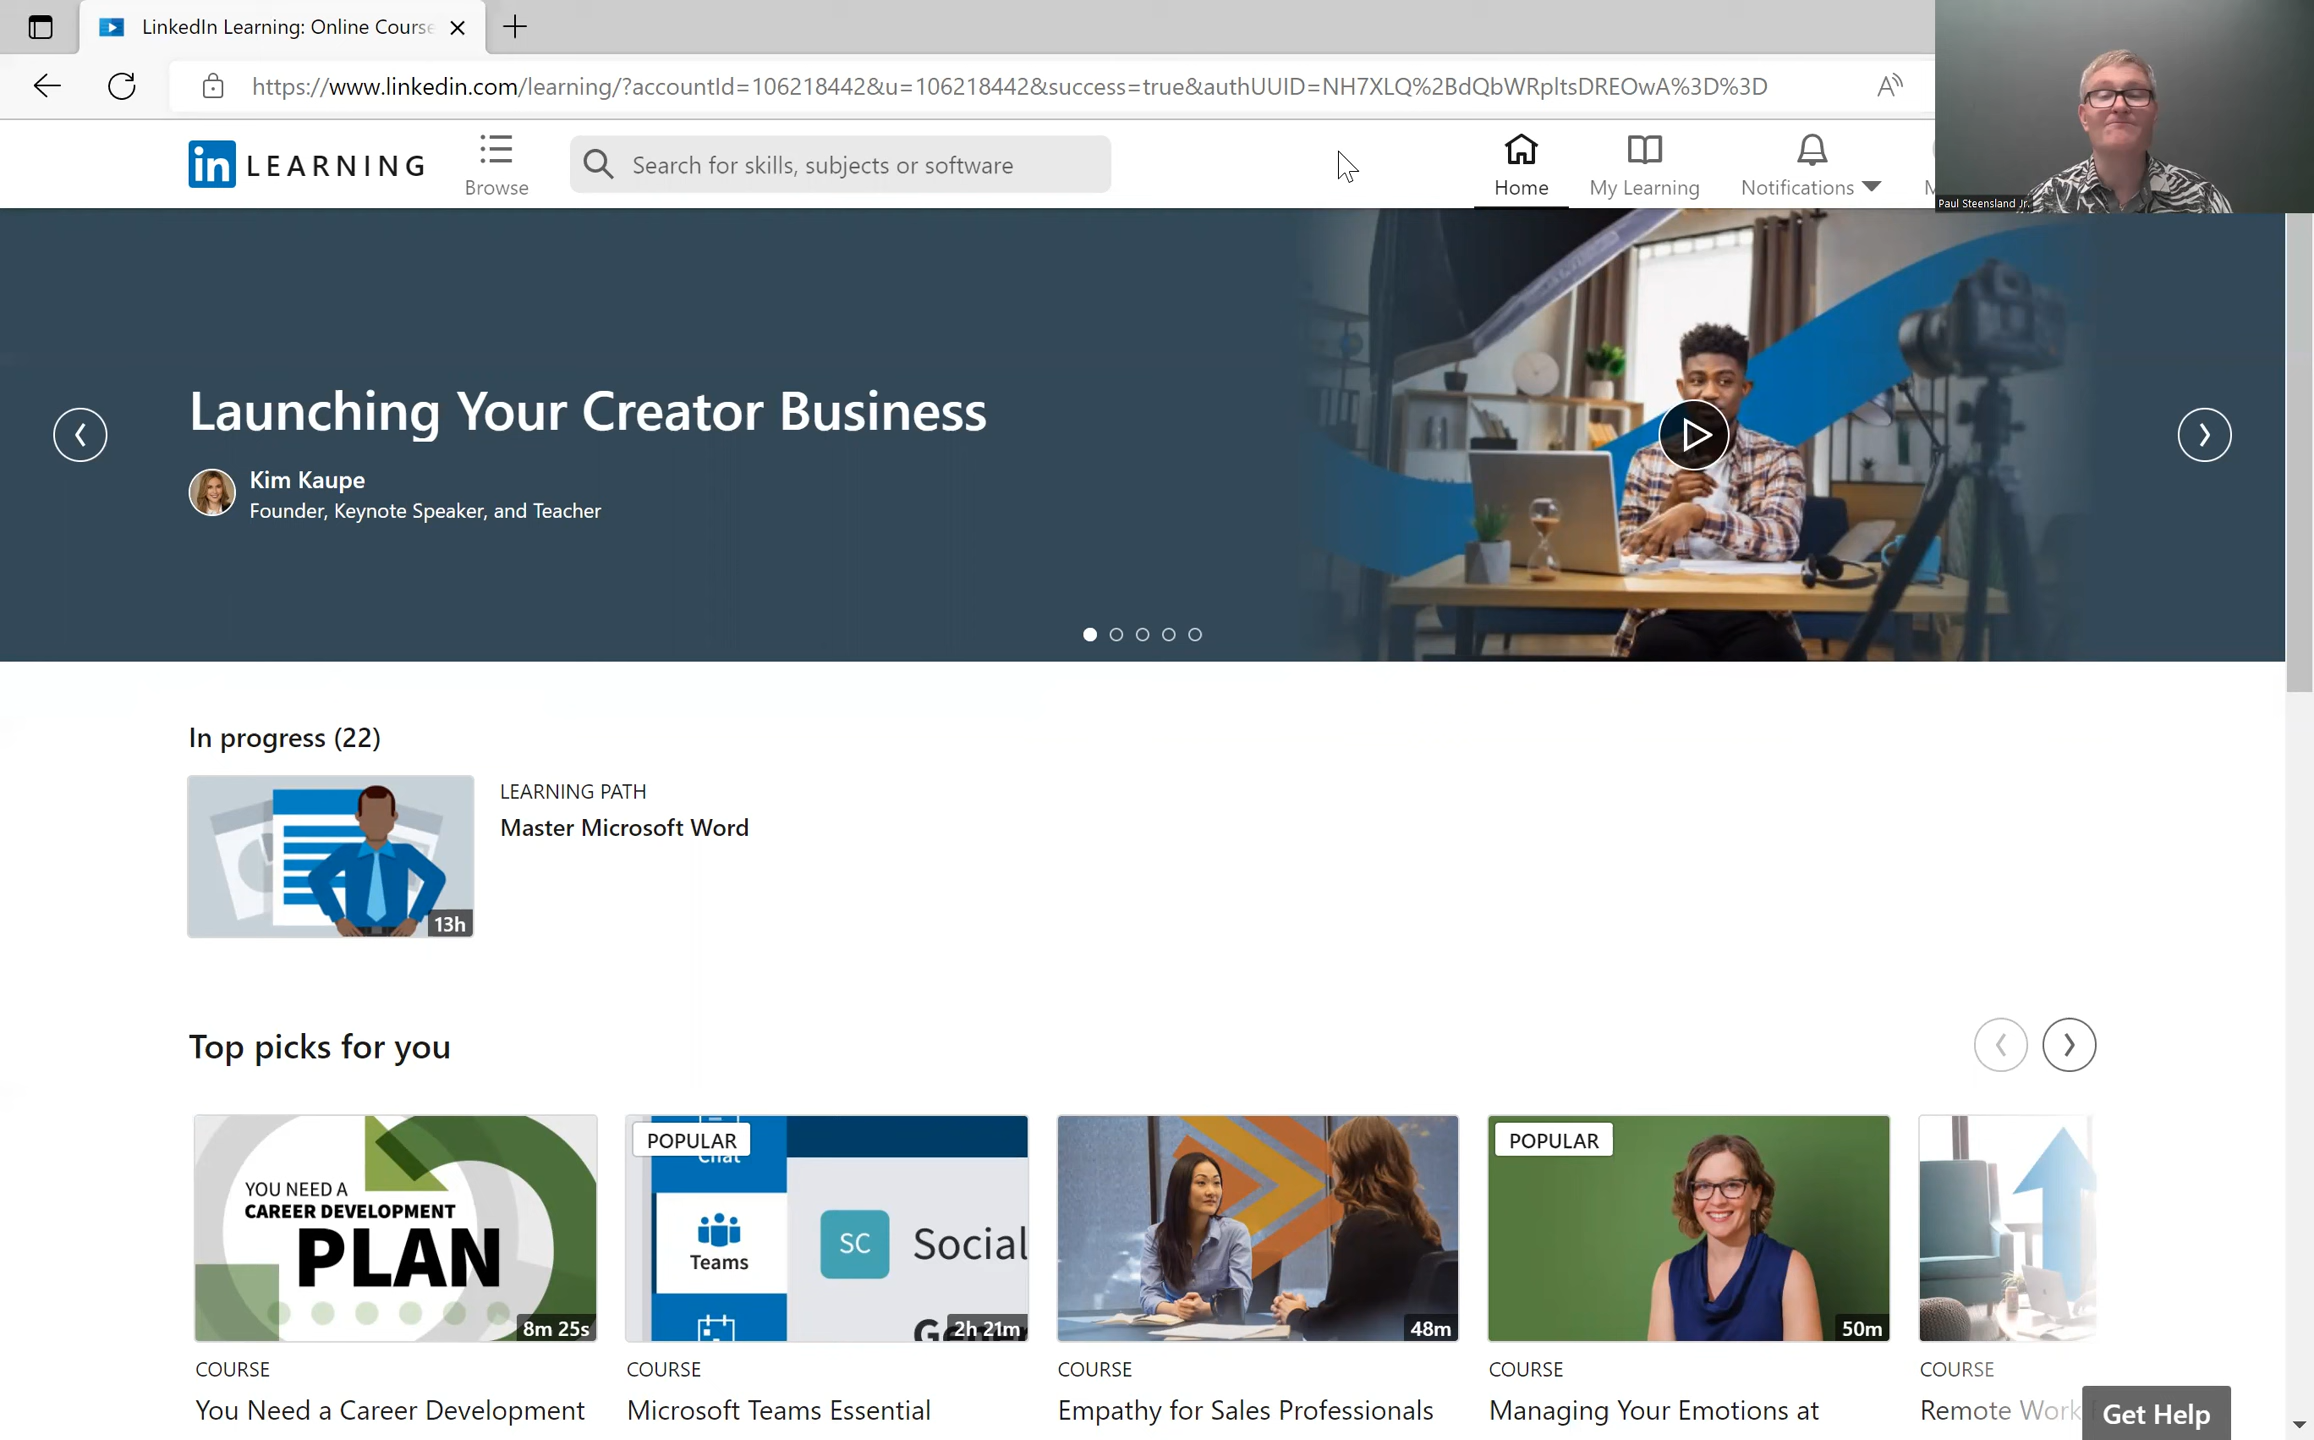 LinkedIn Learning: Online Course
https://www.linkedin.com/learning/?accountId=106218442&u=106218442&success=true&authUUID=NH7XLQ%2BdQbWRpltsDREOwA%3D%3D
in LEARNING
Browse
Search for skills, subjects or software
Home
My Learning
Notifications
M
Paul Steensland Jr.
Launching Your Creator Business
Kim Kaupe
Founder, Keynote Speaker, and Teacher
In progress (22)
LEARNING PATH
Master Microsoft Word
13h
Top picks for you
YOU NEED A
CAREER DEVELOPMENT
PLAN
8m 25s
POPULAR
Chat
Teams
SC
Social
Ge
2h 21m
48m
POPULAR
50m
COURSE
You Need a Career Development
COURSE
Microsoft Teams Essential
COURSE
Empathy for Sales Professionals
COURSE
Managing Your Emotions at
COURSE
Remote Work
Get Help